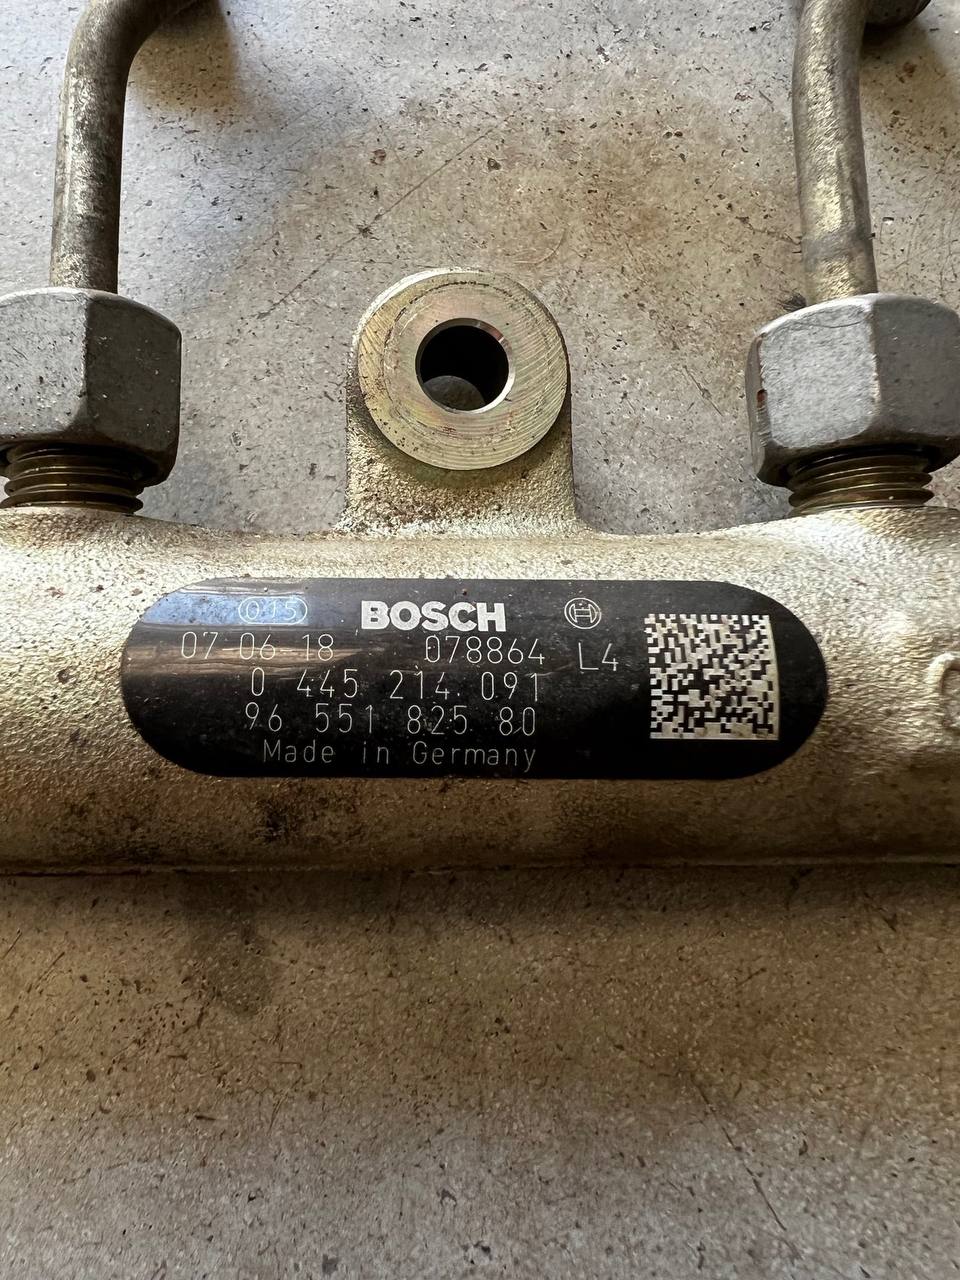 015 BOSCH
07 06 18 078864 L4
0 445 214 091
96 551 825 80
Made in Germany